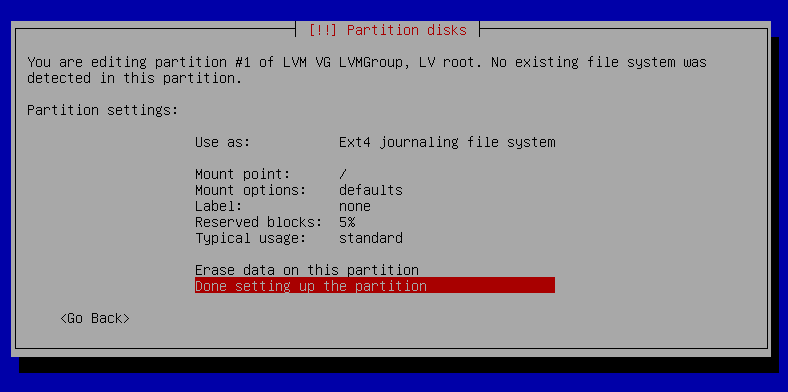 [!!] Partition disks
You are editing partition #1 of LVM VG LVMGroup, LV root. No existing file system was
detected in this partition.
Partition settings:
Use as: Ext4 journaling file system
Mount point: /
Mount options: defaults
Label: none
Reserved blocks: 5%
Typical usage: standard
Erase data on this partition
Done setting up the partition
<Go Back>